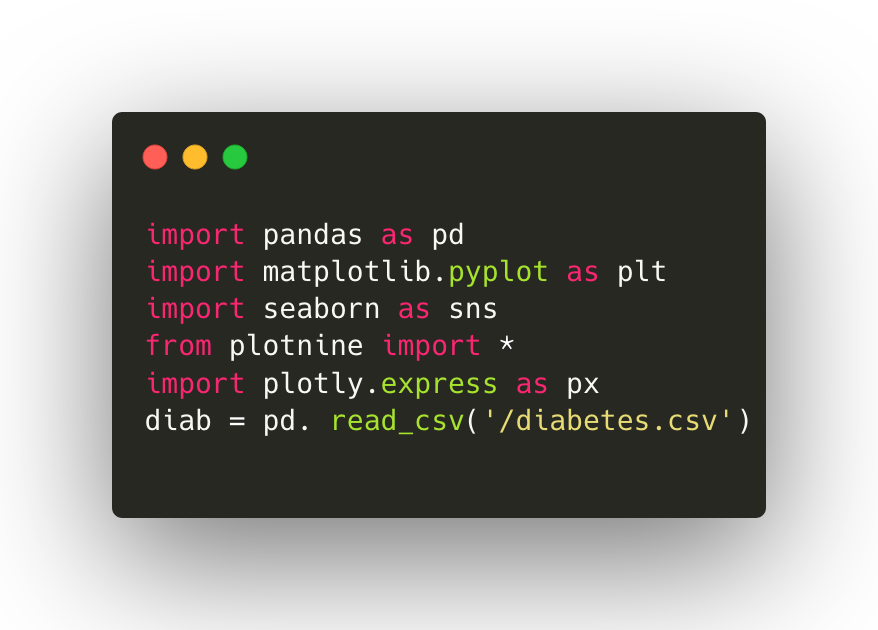 import pandas as pd
import matplotlib.pyplot as plt
import seaborn as sns
from plotnine import *
import plotly.express as px
diab = pd. read_csv('/diabetes.csv')